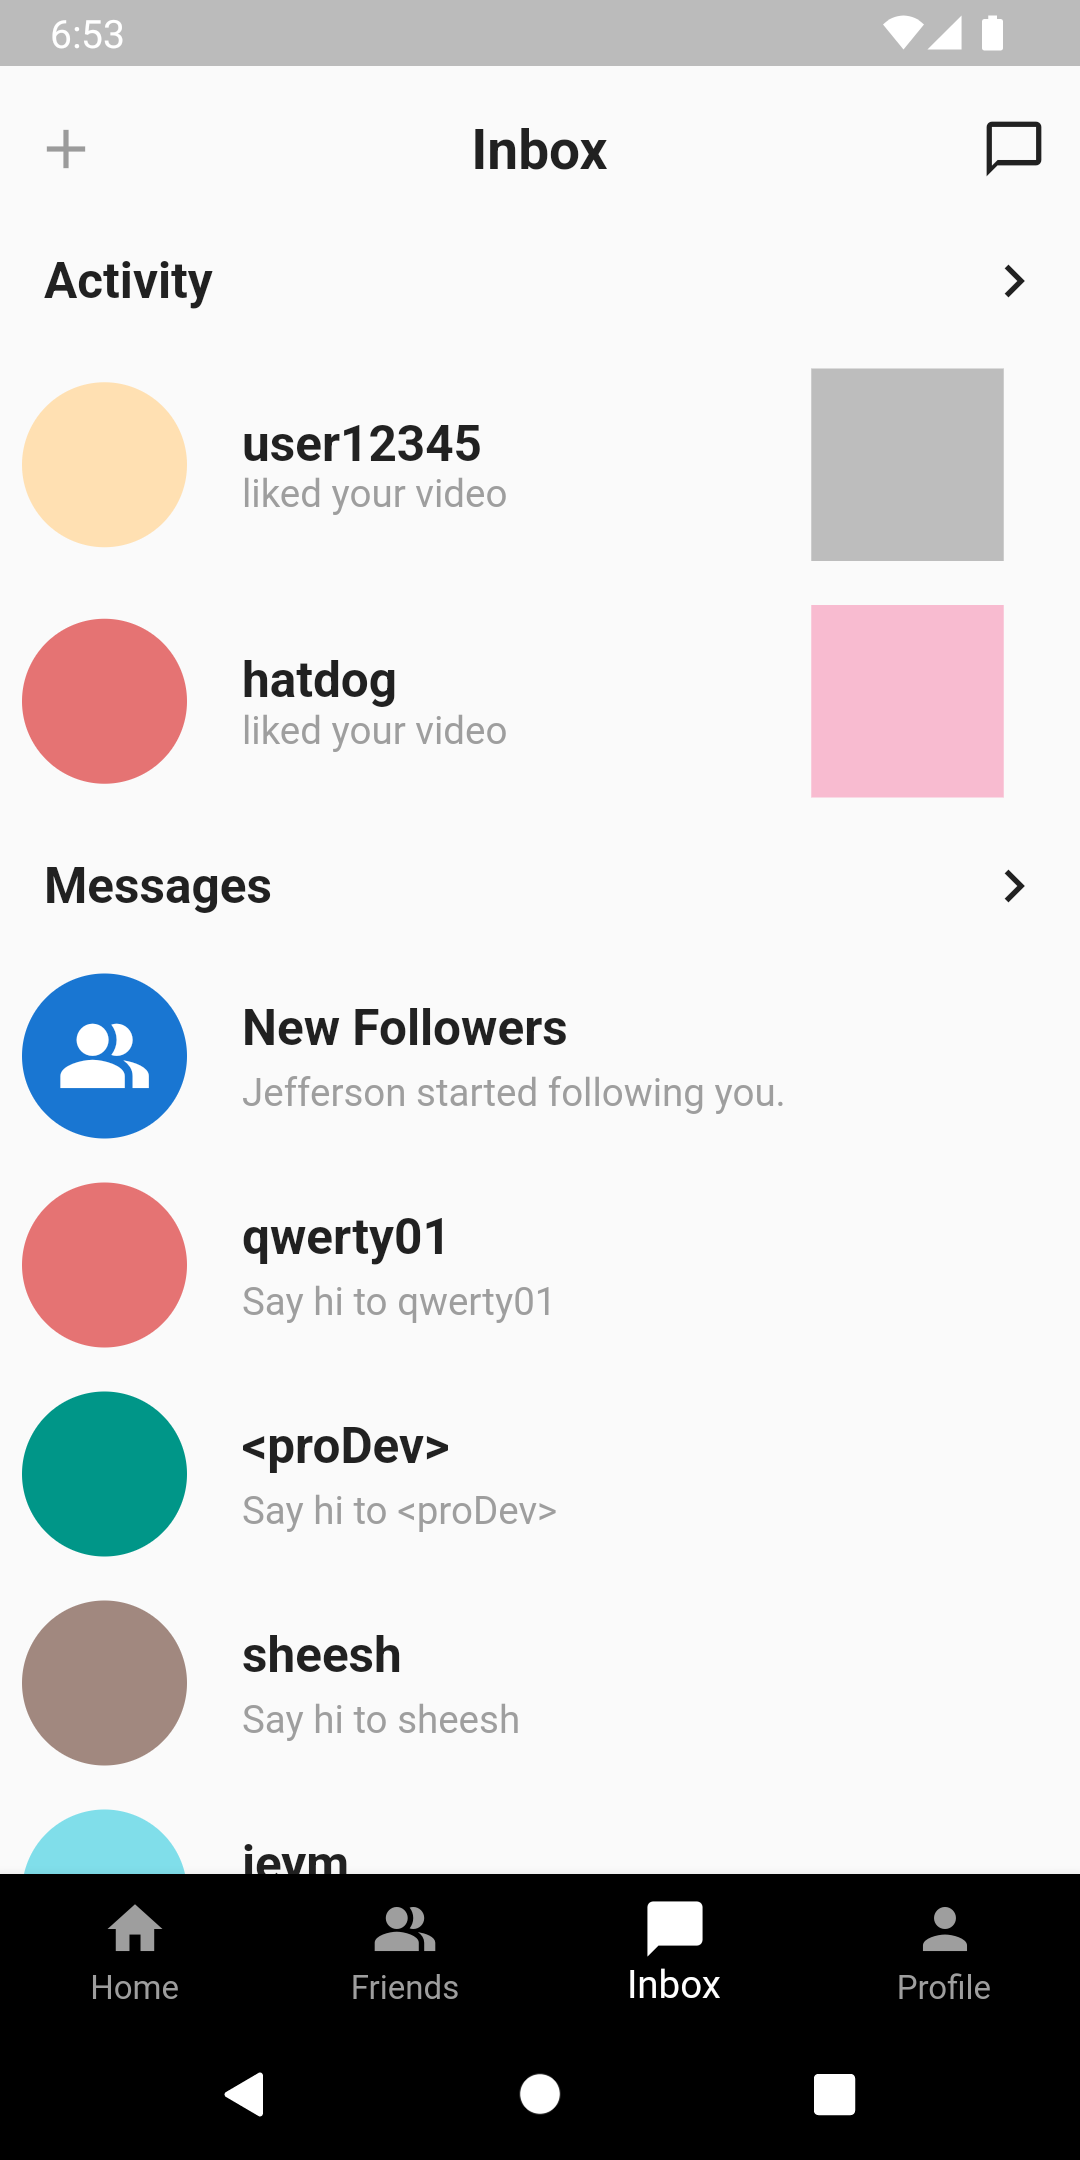 6:53
Inbox
Activity
user12345
liked your video
hatdog
liked your video
Messages
New Followers
Jefferson started following you.
qwerty01
Say hi to qwerty01
<proDev>
Say hi to <proDev>
sheesh
Say hi to sheesh
Home
Friends
Inbox
Profile